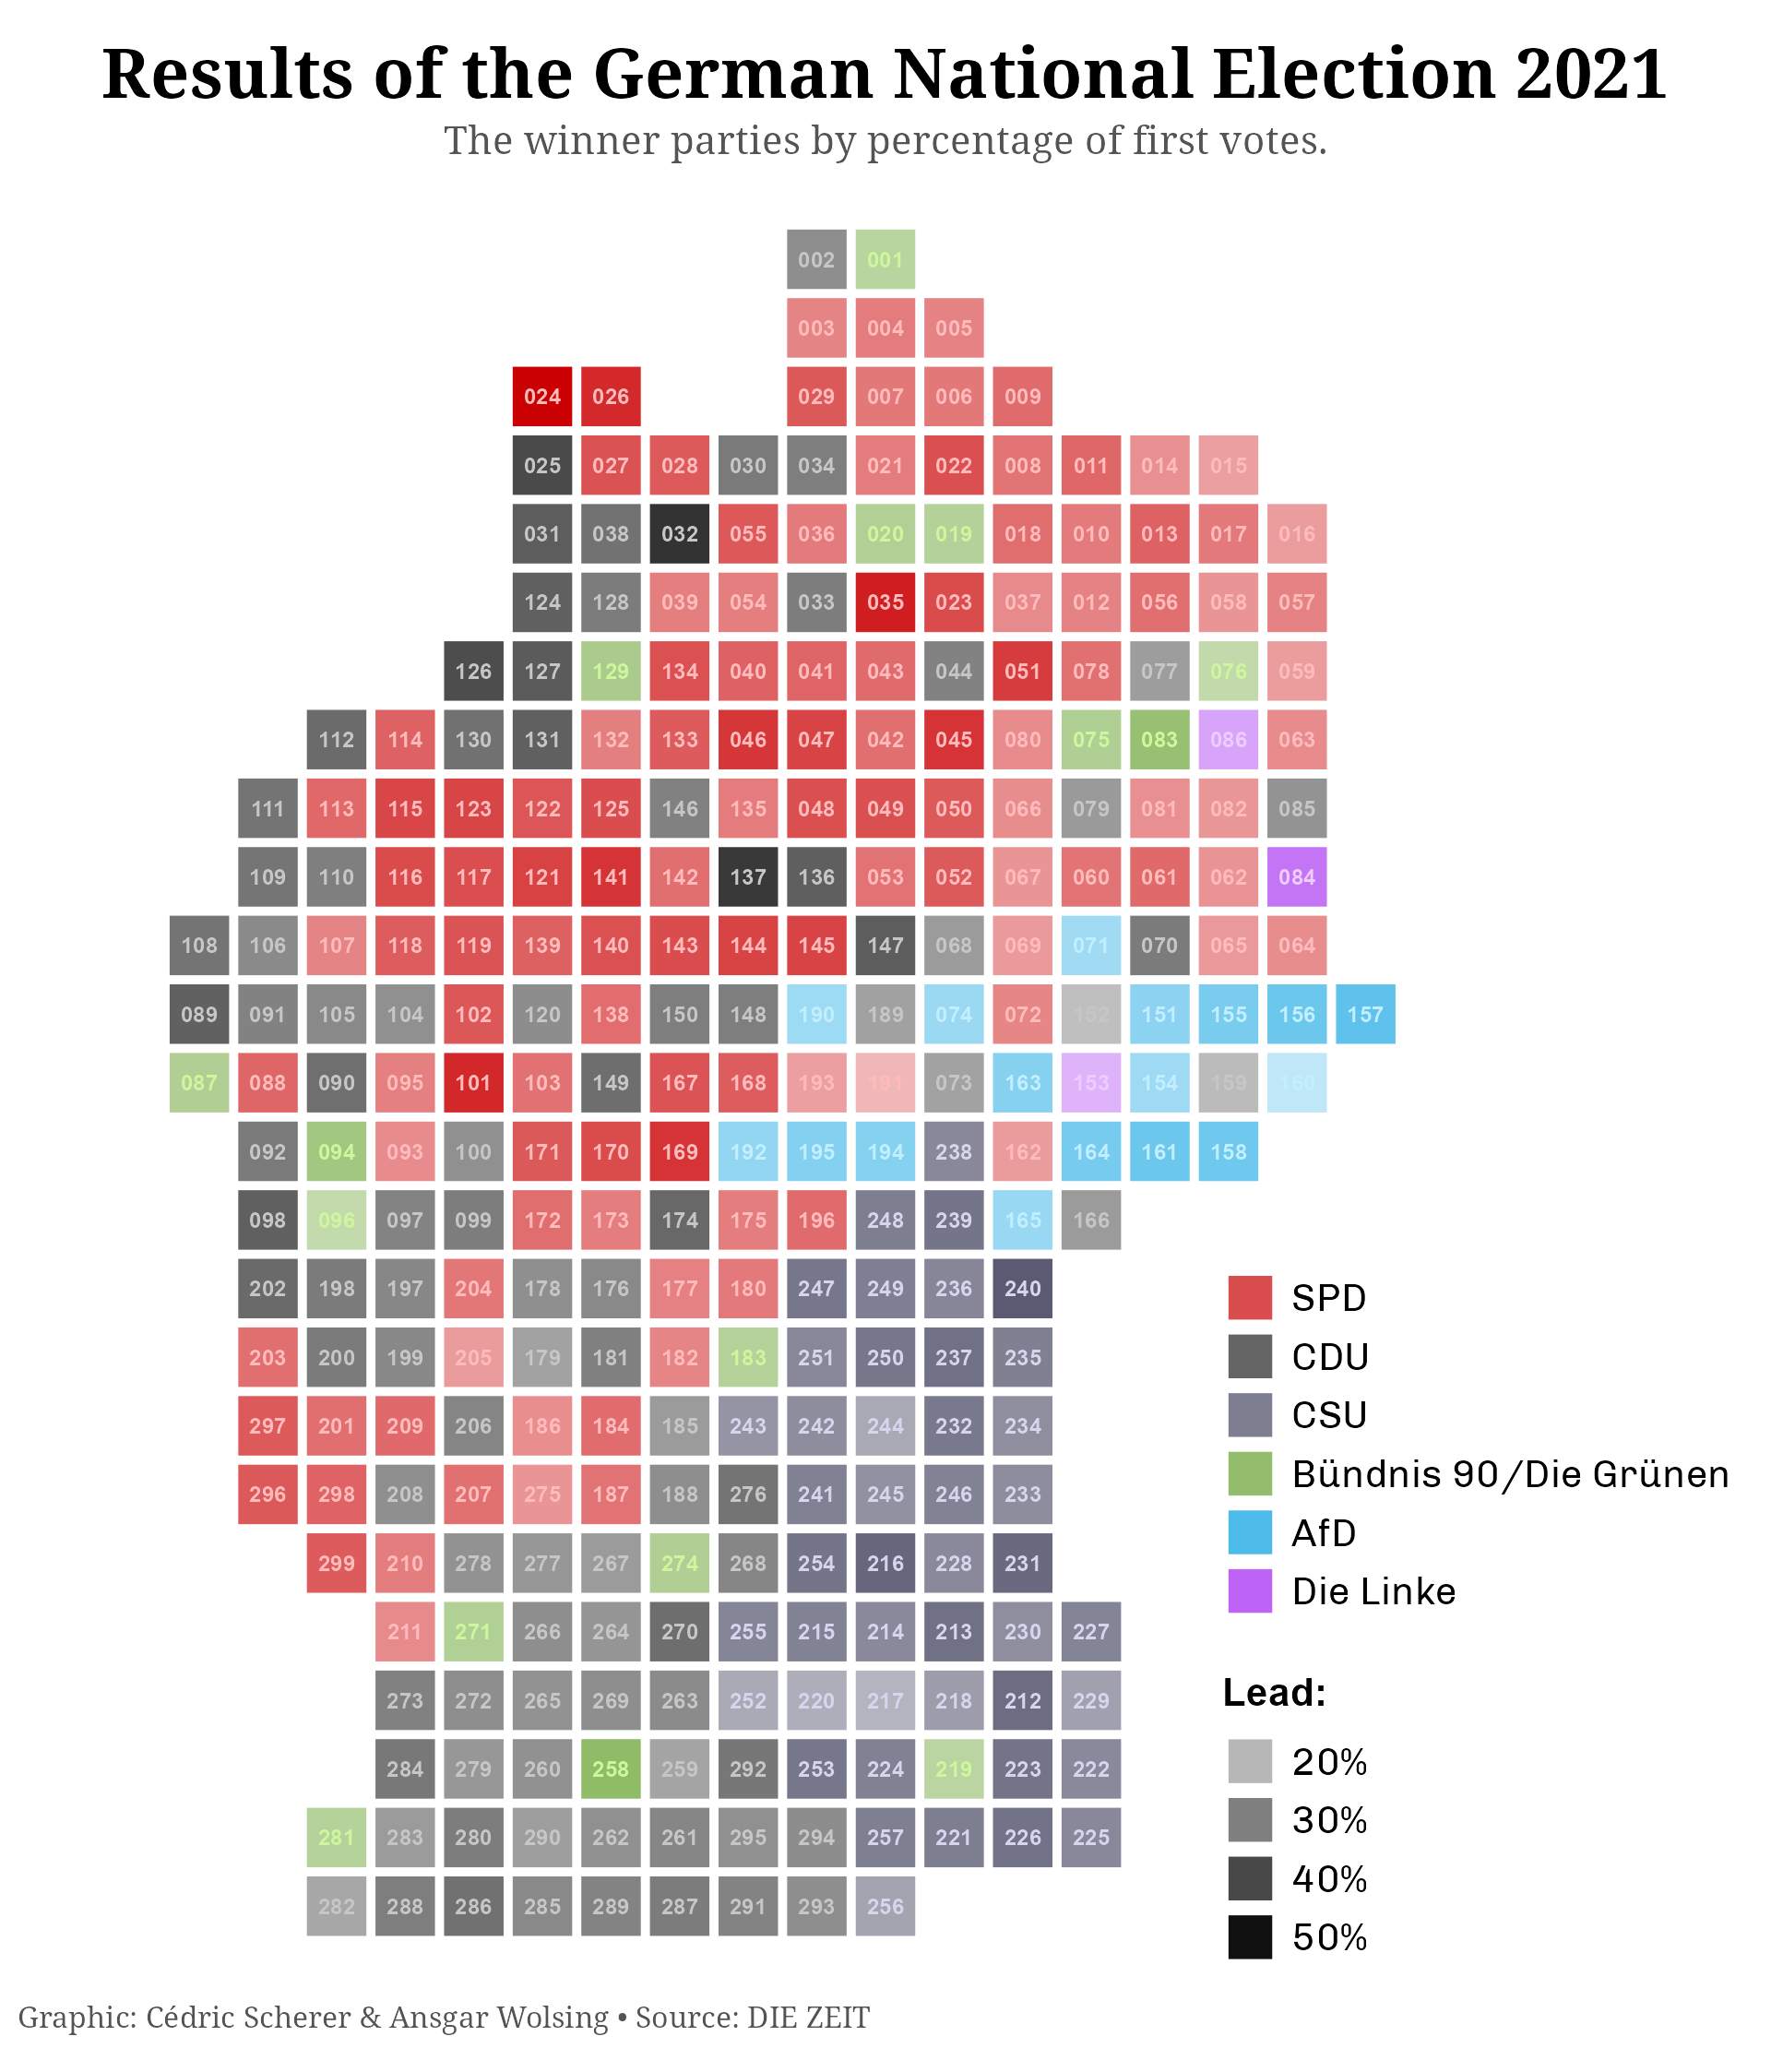 Results of the German National Election 2021
The winner parties by percentage of first votes.
002 001
003 004 005
024 026 029 007 006 009
025 027 028 030 034 021 022 008 011 014 015
031 038 032 055 036 020 019 018 010 013 017 016
124 128 039 054 033 035 023 037 012 056 058 057
126 127 129 134 040 041 043 044 051 078 077 076 059
112 114 130 131 132 133 046 047 042 045 080 075 083 086 063
111 113 115 123 122 125 146 135 048 049 050 066 079 081 082 085
109 110 116 117 121 141 142 137 136 053 052 067 060 061 062 084
108 106 107 118 119 139 140 143 144 145 147 068 069 071 070 065 064
089 091 105 104 102 120 138 150 148 190 189 074 072 152 151 155 156 157
087 088 090 095 101 103 149 167 168 193 191 073 163 153 154 159 160
092 094 093 100 171 170 169 192 195 194 238 162 164 161 158
098 096 097 099 172 173 174 175 196 248 239 165 166
202 198 197 204 178 176 177 180 247 249 236 240
203 200 199 205 179 181 182 183 251 250 237 235
297 201 209 206 186 184 185 243 242 244 232 234
296 298 208 207 275 187 188 276 241 245 246 233
299 210 278 277 267 274 268 254 216 228 231
211 271 266 264 270 255 215 214 213 230 227
273 272 265 269 263 252 220 217 218 212 229
284 279 260 258 259 292 253 224 219 223 222
281 283 280 290 262 261 295 294 257 221 226 225
282 288 286 285 289 287 291 293 256
SPD
CDU
CSU
Bündnis 90/Die Grünen
AfD
Die Linke
Lead:
20%
30%
40%
50%
Graphic: Cédric Scherer & Ansgar Wolsing • Source: DIE ZEIT